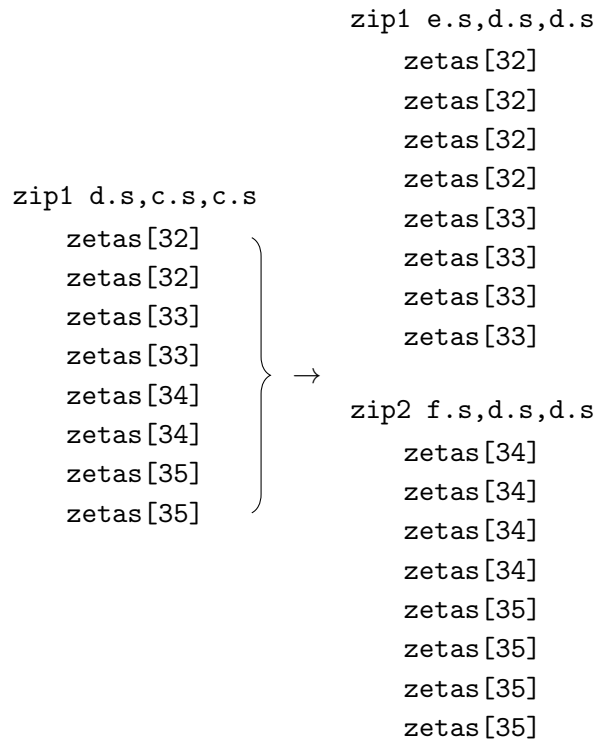 zip1 d.s,c.s,c.s
zetas[32]
zetas[32]
zetas[33]
zetas[33]
zetas[34]
zetas[34]
zetas[35]
zetas[35]
→
zip1 e.s,d.s,d.s
zetas[32]
zetas[32]
zetas[32]
zetas[32]
zetas[33]
zetas[33]
zetas[33]
zetas[33]
zip2 f.s,d.s,d.s
zetas[34]
zetas[34]
zetas[34]
zetas[34]
zetas[35]
zetas[35]
zetas[35]
zetas[35]